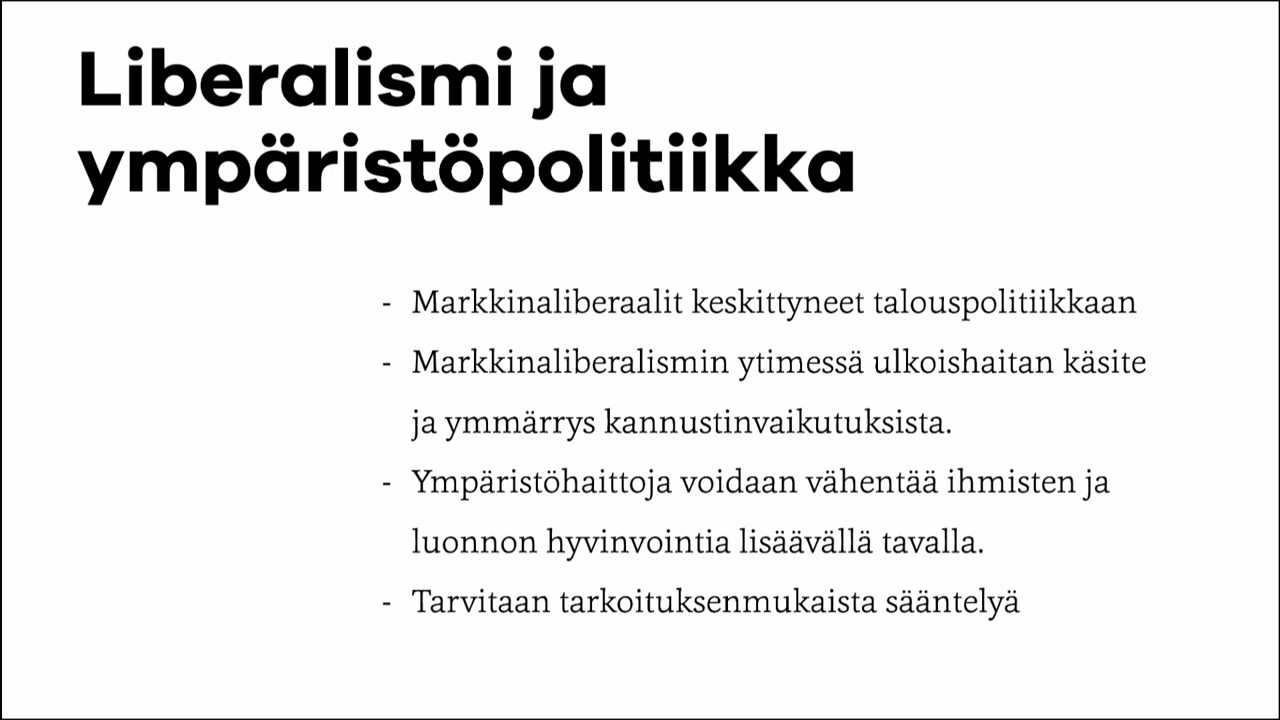 Liberalismi ja
ympäristöpolitiikka
- Markkinaliberaalit keskittyneet talouspolitiikkaan
- Markkinaliberalismin ytimessä ulkoishaitan käsite
ja ymmärrys kannustinvaikutuksista.
- Ympäristöhaittoja voidaan vähentää ihmisten ja
luonnon hyvinvointia lisäävällä tavalla.
- Tarvitaan tarkoituksenmukaista sääntelyä